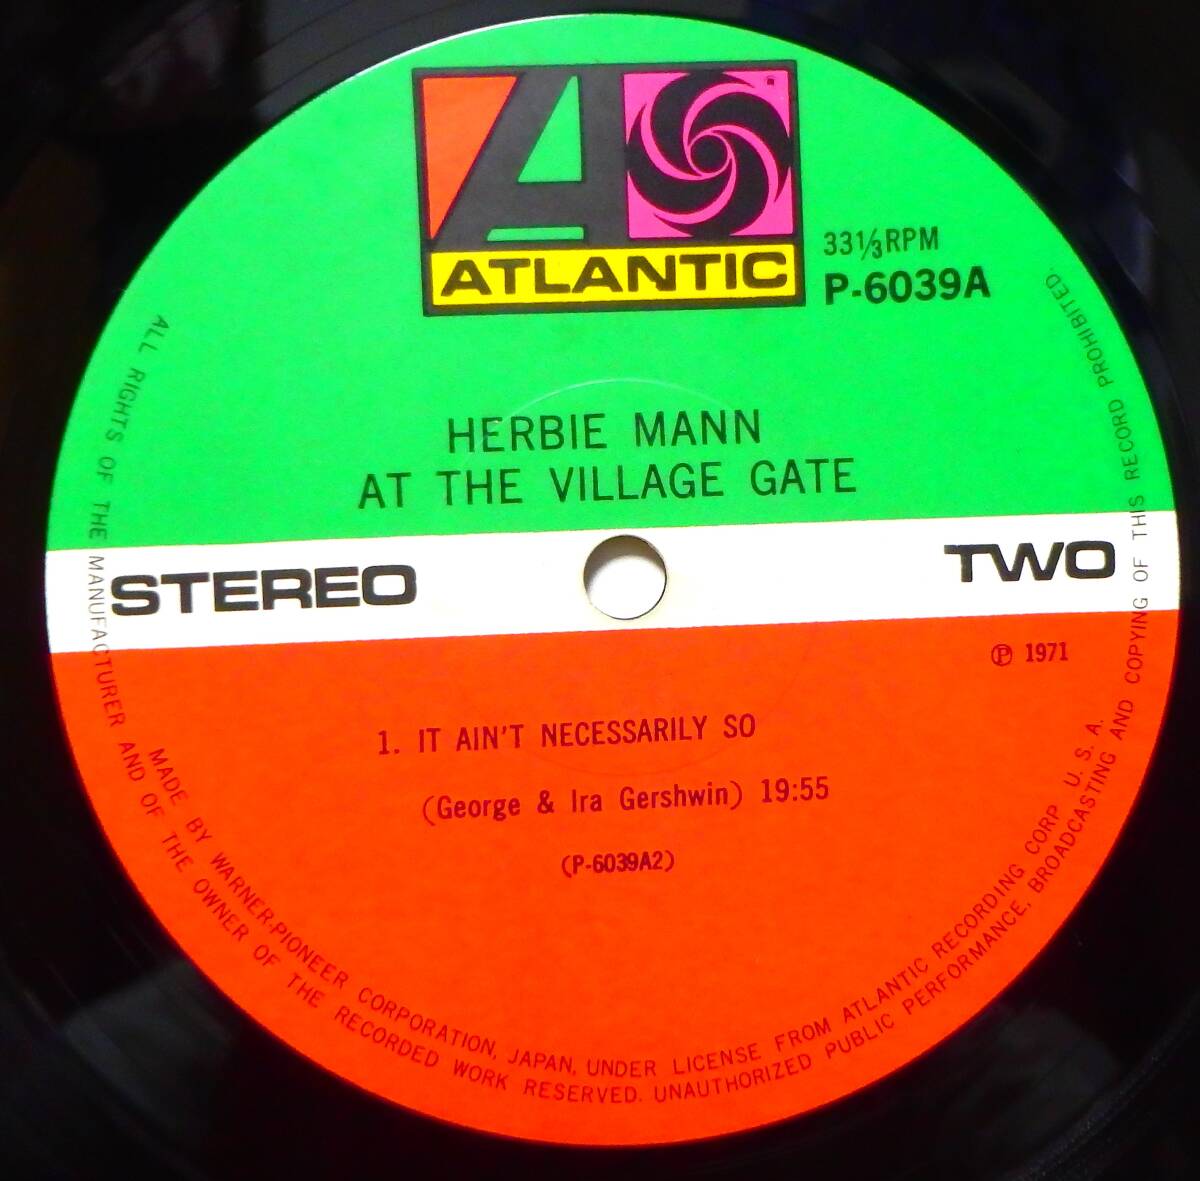 ATLANTIC
33⅓RPM
P-6039A
HERBIE MANN
AT THE VILLAGE GATE
STEREO
TWO
℗ 1971
1. IT AIN'T NECESSARILY SO
(George & Ira Gershwin) 19:55
(P-6039A2)
MADE BY WARNER-PIONEER CORPORATION, JAPAN, UNDER LICENSE FROM ATLANTIC RECORDING CORP U. S. A.
ALL RIGHTS OF THE MANUFACTURER AND OF THE OWNER OF THE RECORDED WORK RESERVED. UNAUTHORIZED PUBLIC PERFORMANCE, BROADCASTING AND COPYING OF THIS RECORD PROHIBITED.